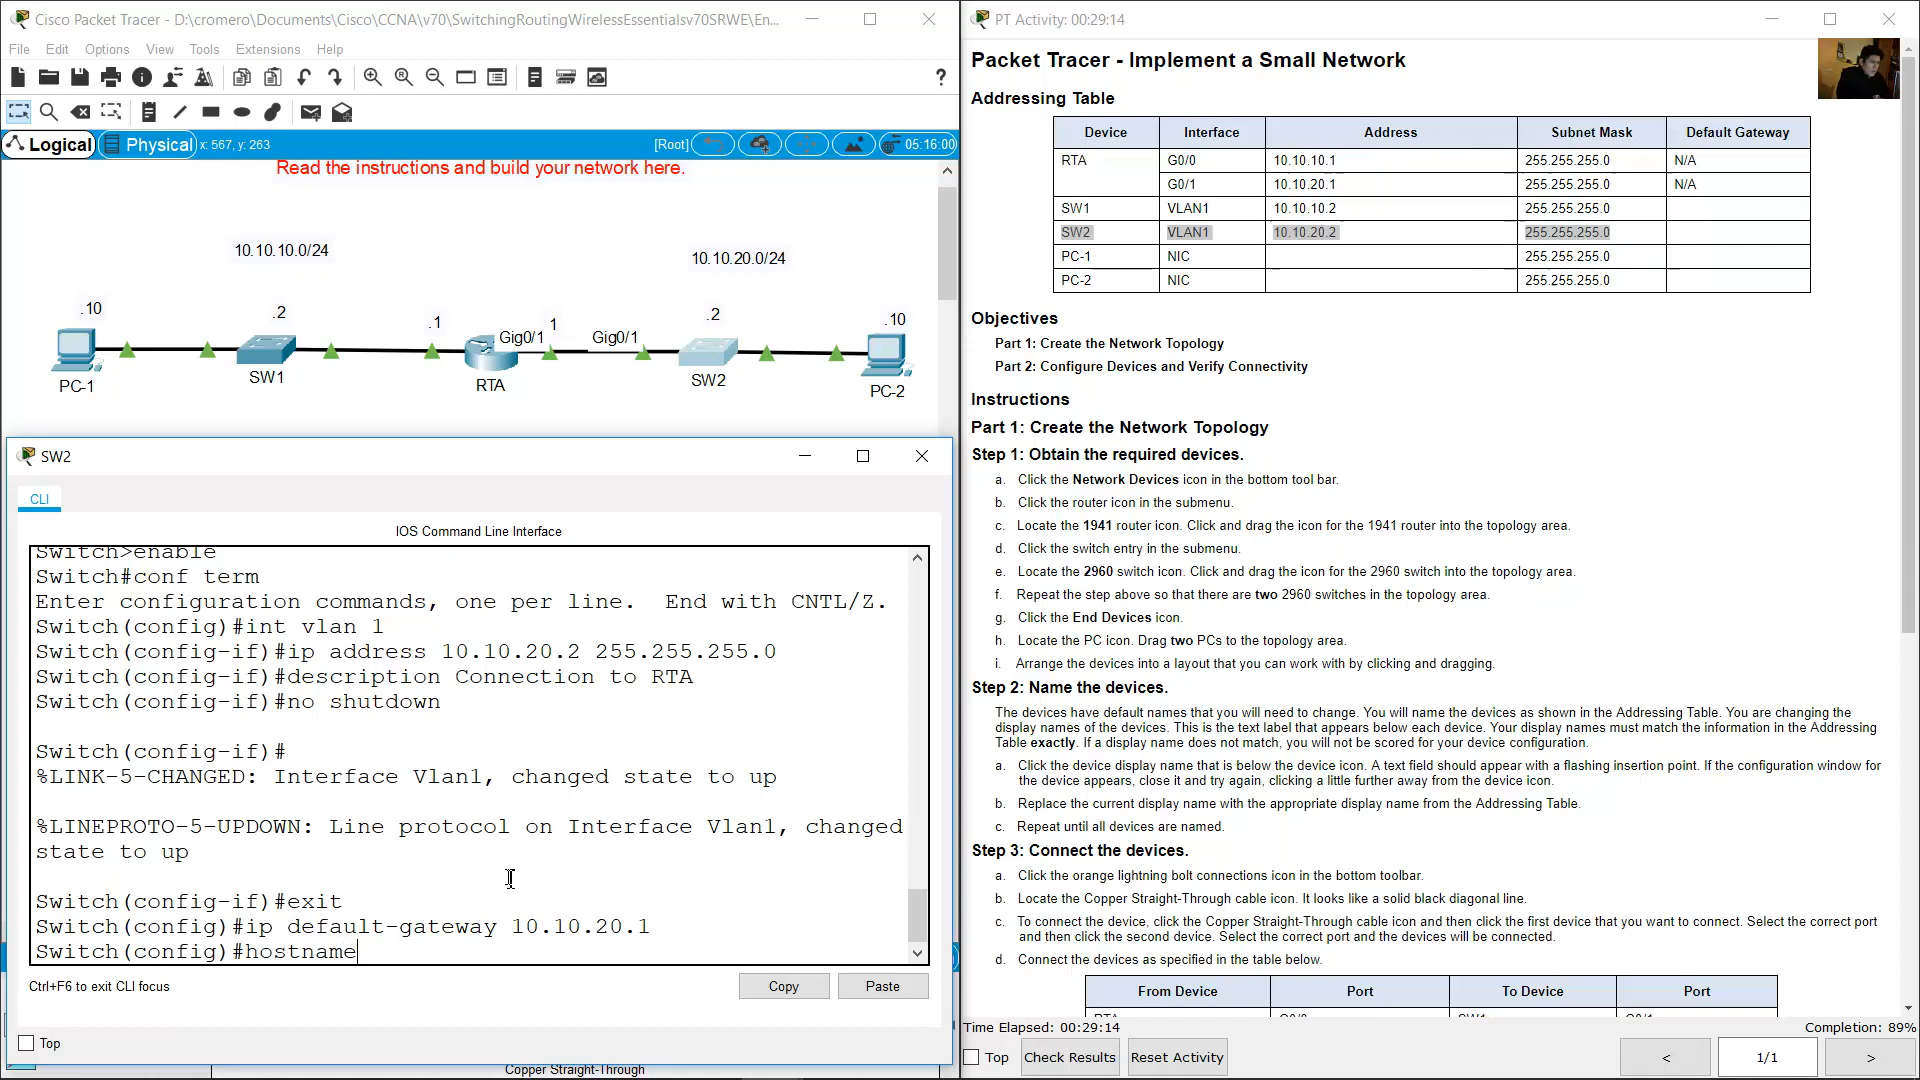 Cisco Packet Tracer - D:\cromero\Documents\Cisco\CCNA\v70\SwitchingRoutingWirelessEssentialsv70SRWE\En...
File Edit Options View Tools Extensions Help
Logical Physical x: 567, y: 263 [Root] 05:16:00
Read the instructions and build your network here.
10.10.10.0/24
10.10.20.0/24
.10 .2 .1 1 .2 .10
Gig0/1 Gig0/1
PC-1 SW1 RTA SW2 PC-2
SW2
CLI
IOS Command Line Interface
Switch>enable
Switch#conf term
Enter configuration commands, one per line.  End with CNTL/Z.
Switch(config)#int vlan 1
Switch(config-if)#ip address 10.10.20.2 255.255.255.0
Switch(config-if)#description Connection to RTA
Switch(config-if)#no shutdown
Switch(config-if)#
%LINK-5-CHANGED: Interface Vlan1, changed state to up
%LINEPROTO-5-UPDOWN: Line protocol on Interface Vlan1, changed
state to up
Switch(config-if)#exit
Switch(config)#ip default-gateway 10.10.20.1
Switch(config)#hostname
Ctrl+F6 to exit CLI focus
Copy Paste
Top
Copper Straight-Through
PT Activity: 00:29:14
Packet Tracer - Implement a Small Network
Addressing Table
Device Interface Address Subnet Mask Default Gateway
RTA G0/0 10.10.10.1 255.255.255.0 N/A
G0/1 10.10.20.1 255.255.255.0 N/A
SW1 VLAN1 10.10.10.2 255.255.255.0
SW2 VLAN1 10.10.20.2 255.255.255.0
PC-1 NIC 255.255.255.0
PC-2 NIC 255.255.255.0
Objectives
Part 1: Create the Network Topology
Part 2: Configure Devices and Verify Connectivity
Instructions
Part 1: Create the Network Topology
Step 1: Obtain the required devices.
a. Click the Network Devices icon in the bottom tool bar.
b. Click the router icon in the submenu.
c. Locate the 1941 router icon. Click and drag the icon for the 1941 router into the topology area.
d. Click the switch entry in the submenu.
e. Locate the 2960 switch icon. Click and drag the icon for the 2960 switch into the topology area.
f. Repeat the step above so that there are two 2960 switches in the topology area.
g. Click the End Devices icon.
h. Locate the PC icon. Drag two PCs to the topology area.
i. Arrange the devices into a layout that you can work with by clicking and dragging.
Step 2: Name the devices.
The devices have default names that you will need to change. You will name the devices as shown in the Addressing Table. You are changing the
display names of the devices. This is the text label that appears below each device. Your display names must match the information in the Addressing
Table exactly. If a display name does not match, you will not be scored for your device configuration.
a. Click the device display name that is below the device icon. A text field should appear with a flashing insertion point. If the configuration window for
the device appears, close it and try again, clicking a little further away from the device icon.
b. Replace the current display name with the appropriate display name from the Addressing Table.
c. Repeat until all devices are named.
Step 3: Connect the devices.
a. Click the orange lightning bolt connections icon in the bottom toolbar.
b. Locate the Copper Straight-Through cable icon. It looks like a solid black diagonal line.
c. To connect the device, click the Copper Straight-Through cable icon and then click the first device that you want to connect. Select the correct port
and then click the second device. Select the correct port and the devices will be connected.
d. Connect the devices as specified in the table below.
From Device Port To Device Port
RTA G0/0 SW1 G0/1
Time Elapsed: 00:29:14 Completion: 89%
Top Check Results Reset Activity < 1/1 >